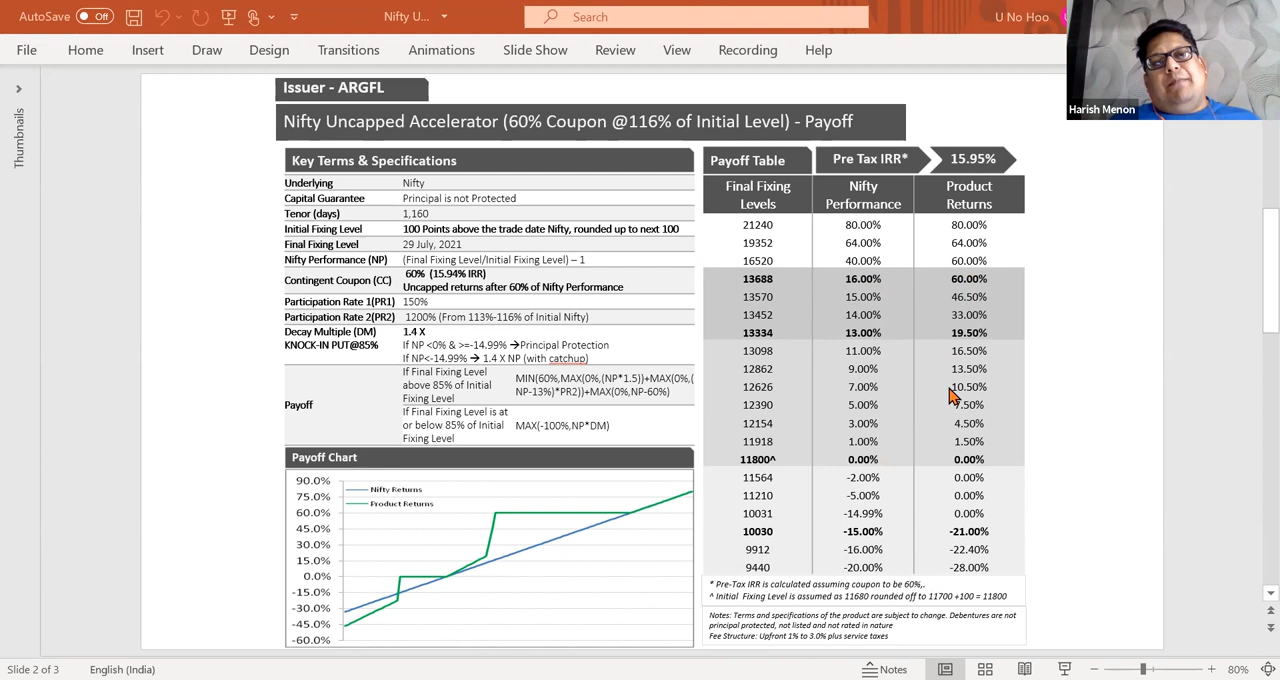 AutoSave Off
Nifty U...
Search
U No Hoo
File Home Insert Draw Design Transitions Animations Slide Show Review View Recording Help
Harish Menon
Thumbnails
Issuer - ARGFL
Nifty Uncapped Accelerator (60% Coupon @116% of Initial Level) - Payoff
Key Terms & Specifications
Underlying Nifty
Capital Guarantee Principal is not Protected
Tenor (days) 1,160
Initial Fixing Level 100 Points above the trade date Nifty, rounded up to next 100
Final Fixing Level 29 July, 2021
Nifty Performance (NP) (Final Fixing Level/Initial Fixing Level) – 1
Contingent Coupon (CC) 60% (15.94% IRR)
Uncapped returns after 60% of Nifty Performance
Participation Rate 1(PR1) 150%
Participation Rate 2(PR2) 1200% (From 113%-116% of Initial Nifty)
Decay Multiple (DM) 1.4 X
KNOCK-IN PUT@85% If NP <0% & >=-14.99% →Principal Protection
If NP<-14.99% → 1.4 X NP (with catchup)
Payoff
If Final Fixing Level
above 85% of Initial
Fixing Level
MIN(60%,MAX(0%,(NP*1.5))+MAX(0%,(
NP-13%)*PR2))+MAX(0%,NP-60%)
If Final Fixing Level is at
or below 85% of Initial
Fixing Level
MAX(-100%,NP*DM)
Payoff Chart
90.0%
75.0%
60.0%
45.0%
30.0%
15.0%
0.0%
-15.0%
-30.0%
-45.0%
-60.0%
Nifty Returns
Product Returns
Payoff Table Pre Tax IRR* 15.95%
Final Fixing Levels Nifty Performance Product Returns
21240 80.00% 80.00%
19352 64.00% 64.00%
16520 40.00% 60.00%
13688 16.00% 60.00%
13570 15.00% 46.50%
13452 14.00% 33.00%
13334 13.00% 19.50%
13098 11.00% 16.50%
12862 9.00% 13.50%
12626 7.00% 10.50%
12390 5.00% 7.50%
12154 3.00% 4.50%
11918 1.00% 1.50%
11800^ 0.00% 0.00%
11564 -2.00% 0.00%
11210 -5.00% 0.00%
10031 -14.99% 0.00%
10030 -15.00% -21.00%
9912 -16.00% -22.40%
9440 -20.00% -28.00%
* Pre-Tax IRR is calculated assuming coupon to be 60%,.
^ Initial Fixing Level is assumed as 11680 rounded off to 11700 +100 = 11800
Notes: Terms and specifications of the product are subject to change. Debentures are not
principal protected, not listed and not rated in nature
Fee Structure: Upfront 1% to 3.0% plus service taxes
Slide 2 of 3 English (India) Notes 80%